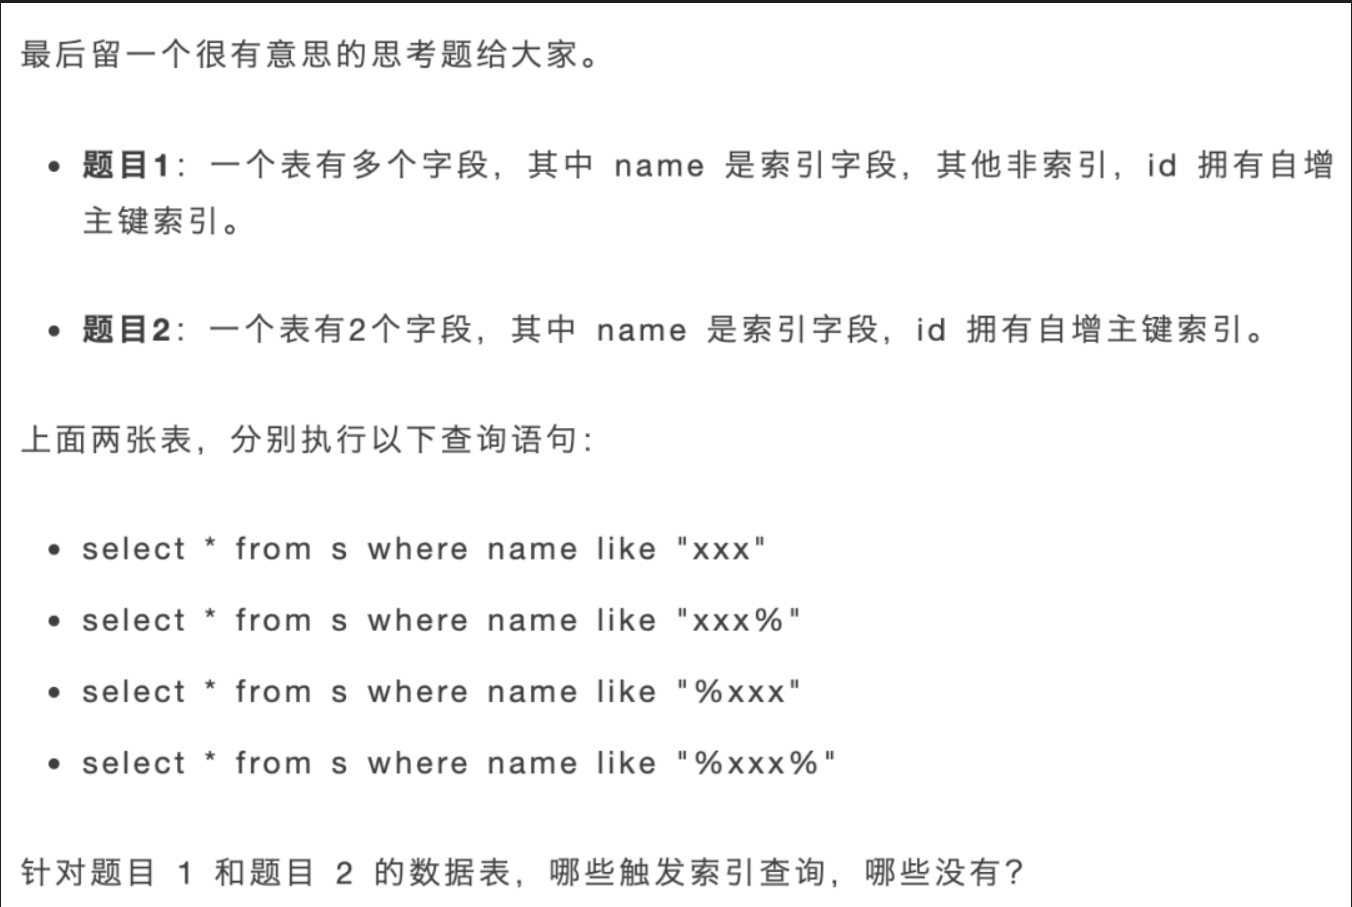 最后留一个很有意思的思考题给大家。
• 题目1：一个表有多个字段，其中 name 是索引字段，其他非索引，id 拥有自增
主键索引。
• 题目2：一个表有2个字段，其中 name 是索引字段，id 拥有自增主键索引。
上面两张表，分别执行以下查询语句：
• select * from s where name like "xxx"
• select * from s where name like "xxx%"
• select * from s where name like "%xxx"
• select * from s where name like "%xxx%"
针对题目 1 和题目 2 的数据表，哪些触发索引查询，哪些没有？